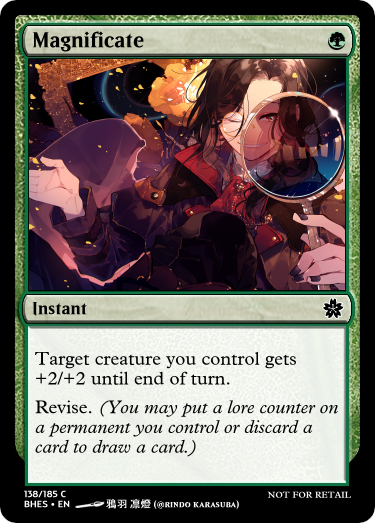 Magnificate
Instant
Target creature you control gets
+2/+2 until end of turn.
Revise. (You may put a lore counter on
a permanent you control or discard a
card to draw a card.)
138/185 C
NOT FOR RETAIL
BHES • EN 鴉羽 凛燈 (@RINDO KARASUBA)